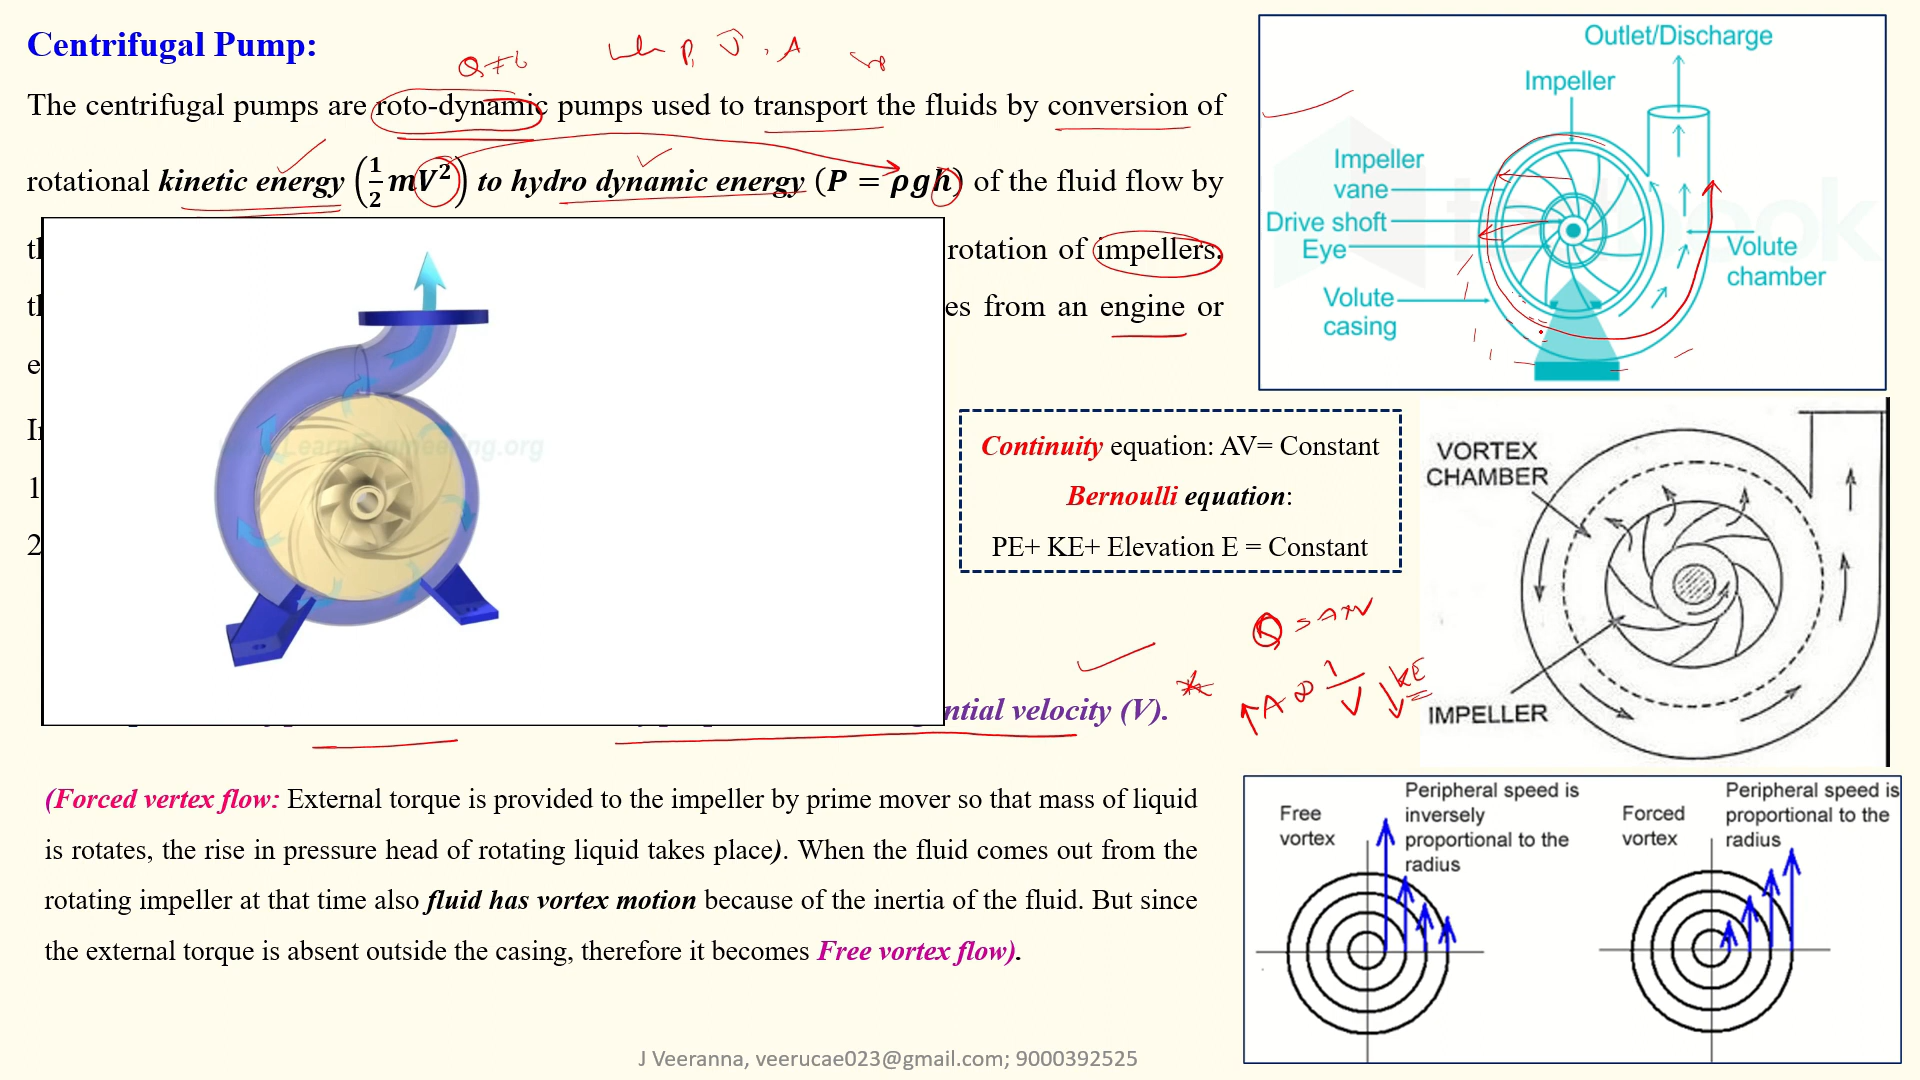 Centrifugal Pump:
The centrifugal pumps are roto-dynamic pumps used to transport the fluids by conversion of
rotational kinetic energy (1/2 mV²) to hydro dynamic energy (P = ρgh) of the fluid flow by
rotation of impellers.
es from an engine or
e
1
2
ntial velocity (V).
(Forced vertex flow: External torque is provided to the impeller by prime mover so that mass of liquid
is rotates, the rise in pressure head of rotating liquid takes place). When the fluid comes out from the
rotating impeller at that time also fluid has vortex motion because of the inertia of the fluid. But since
the external torque is absent outside the casing, therefore it becomes Free vortex flow).
www.LearnEngineering.org
Continuity equation: AV= Constant
Bernoulli equation:
PE+ KE+ Elevation E = Constant
Q = A×V
↑A ∝ 1/V ↓ KE
Outlet/Discharge
Impeller
Impeller
vane
Drive shoft
Eye
Volute
casing
Volute
chamber
VORTEX
CHAMBER
IMPELLER
Free
vortex
Peripheral speed is
inversely
proportional to the
radius
Forced
vortex
Peripheral speed is
proportional to the
radius
J Veeranna, veerucae023@gmail.com; 9000392525